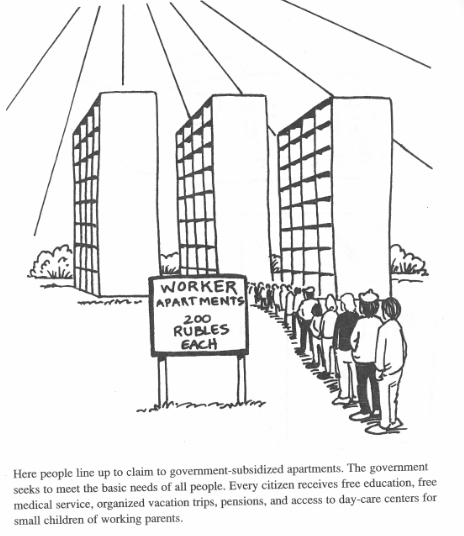 WORKER
APARTMENTS
200
RUBLES
EACH
Here people line up to claim to government-subsidized apartments. The government
seeks to meet the basic needs of all people. Every citizen receives free education, free
medical service, organized vacation trips, pensions, and access to day-care centers for
small children of working parents.